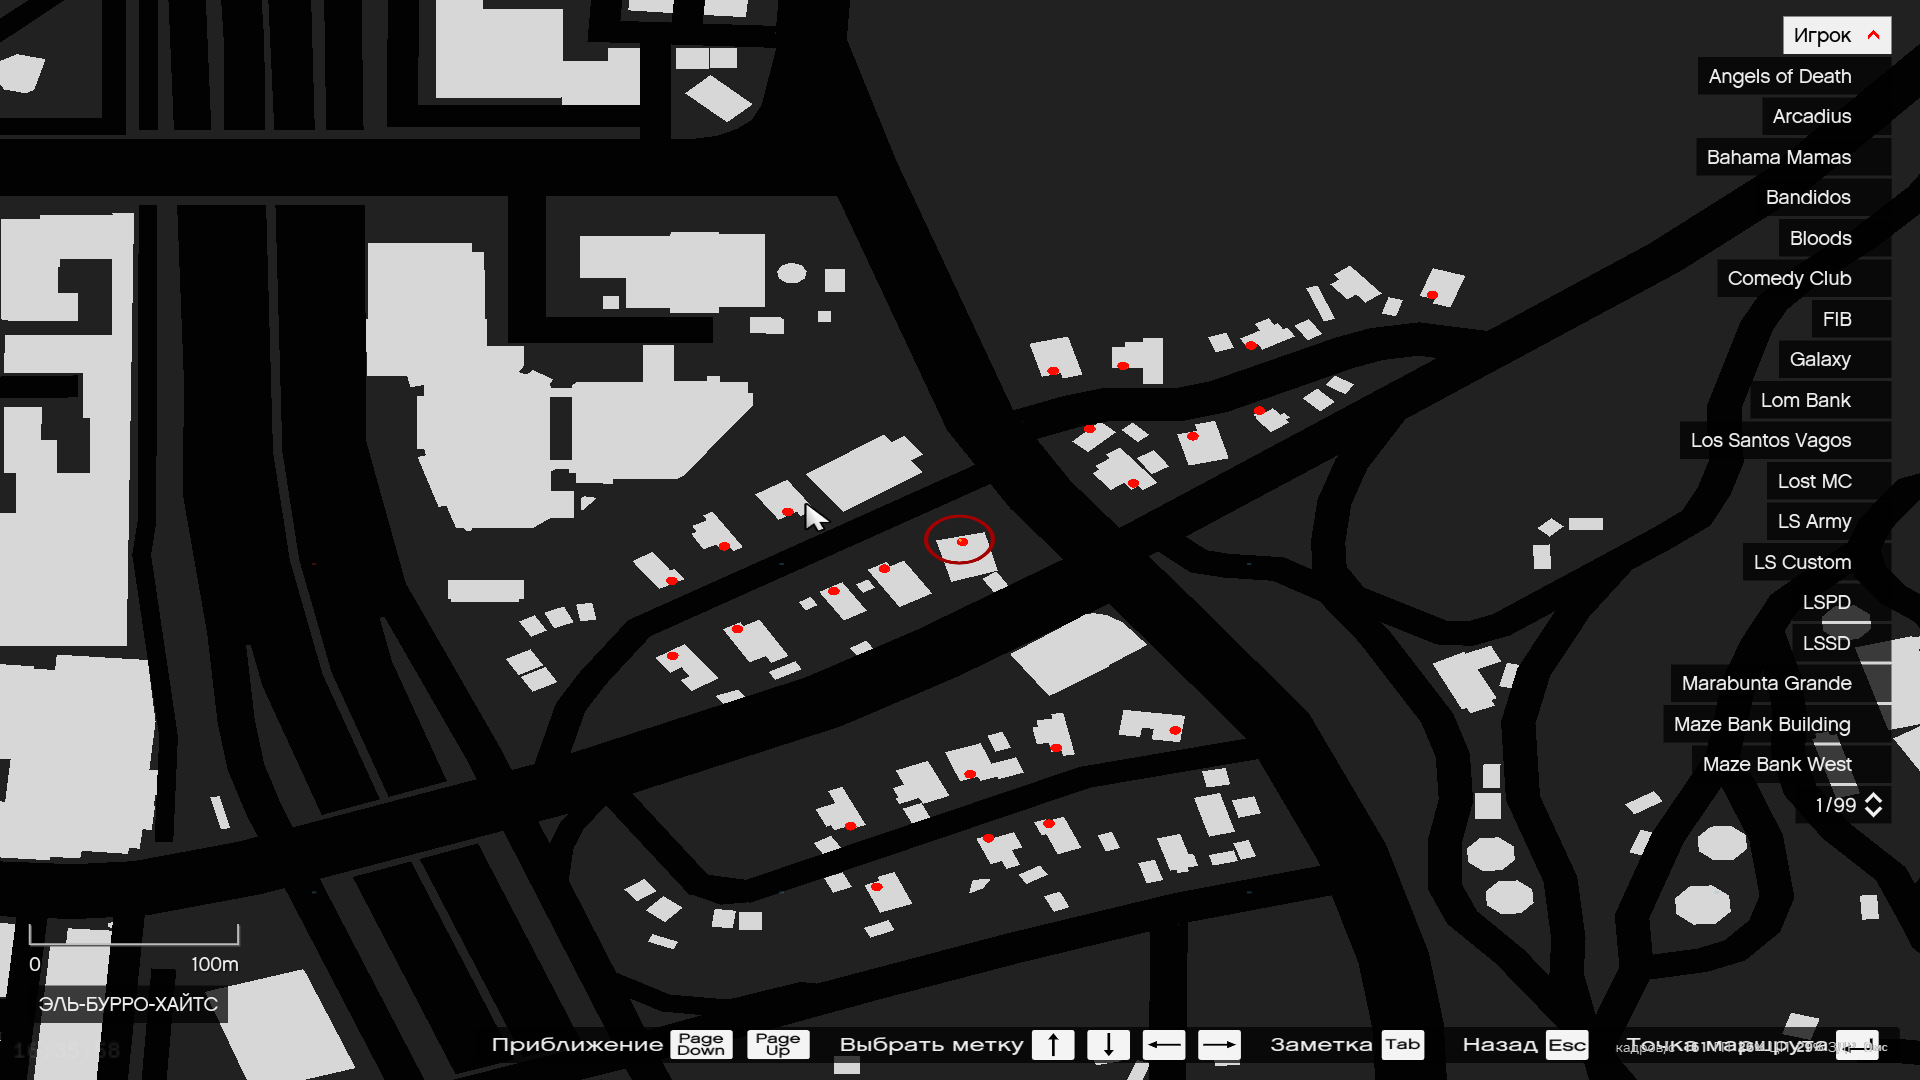 Игрок
Angels of Death
Arcadius
Bahama Mamas
Bandidos
Bloods
Comedy Club
FIB
Galaxy
Lom Bank
Los Santos Vagos
Lost MC
LS Army
LS Custom
LSPD
LSSD
Marabunta Grande
Maze Bank Building
Maze Bank West
1/99
0 100m
ЭЛЬ-БУРРО-ХАЙТС
Приближение Page Down Page Up Выбрать метку Заметка Tab Назад Esc Точка маршрута